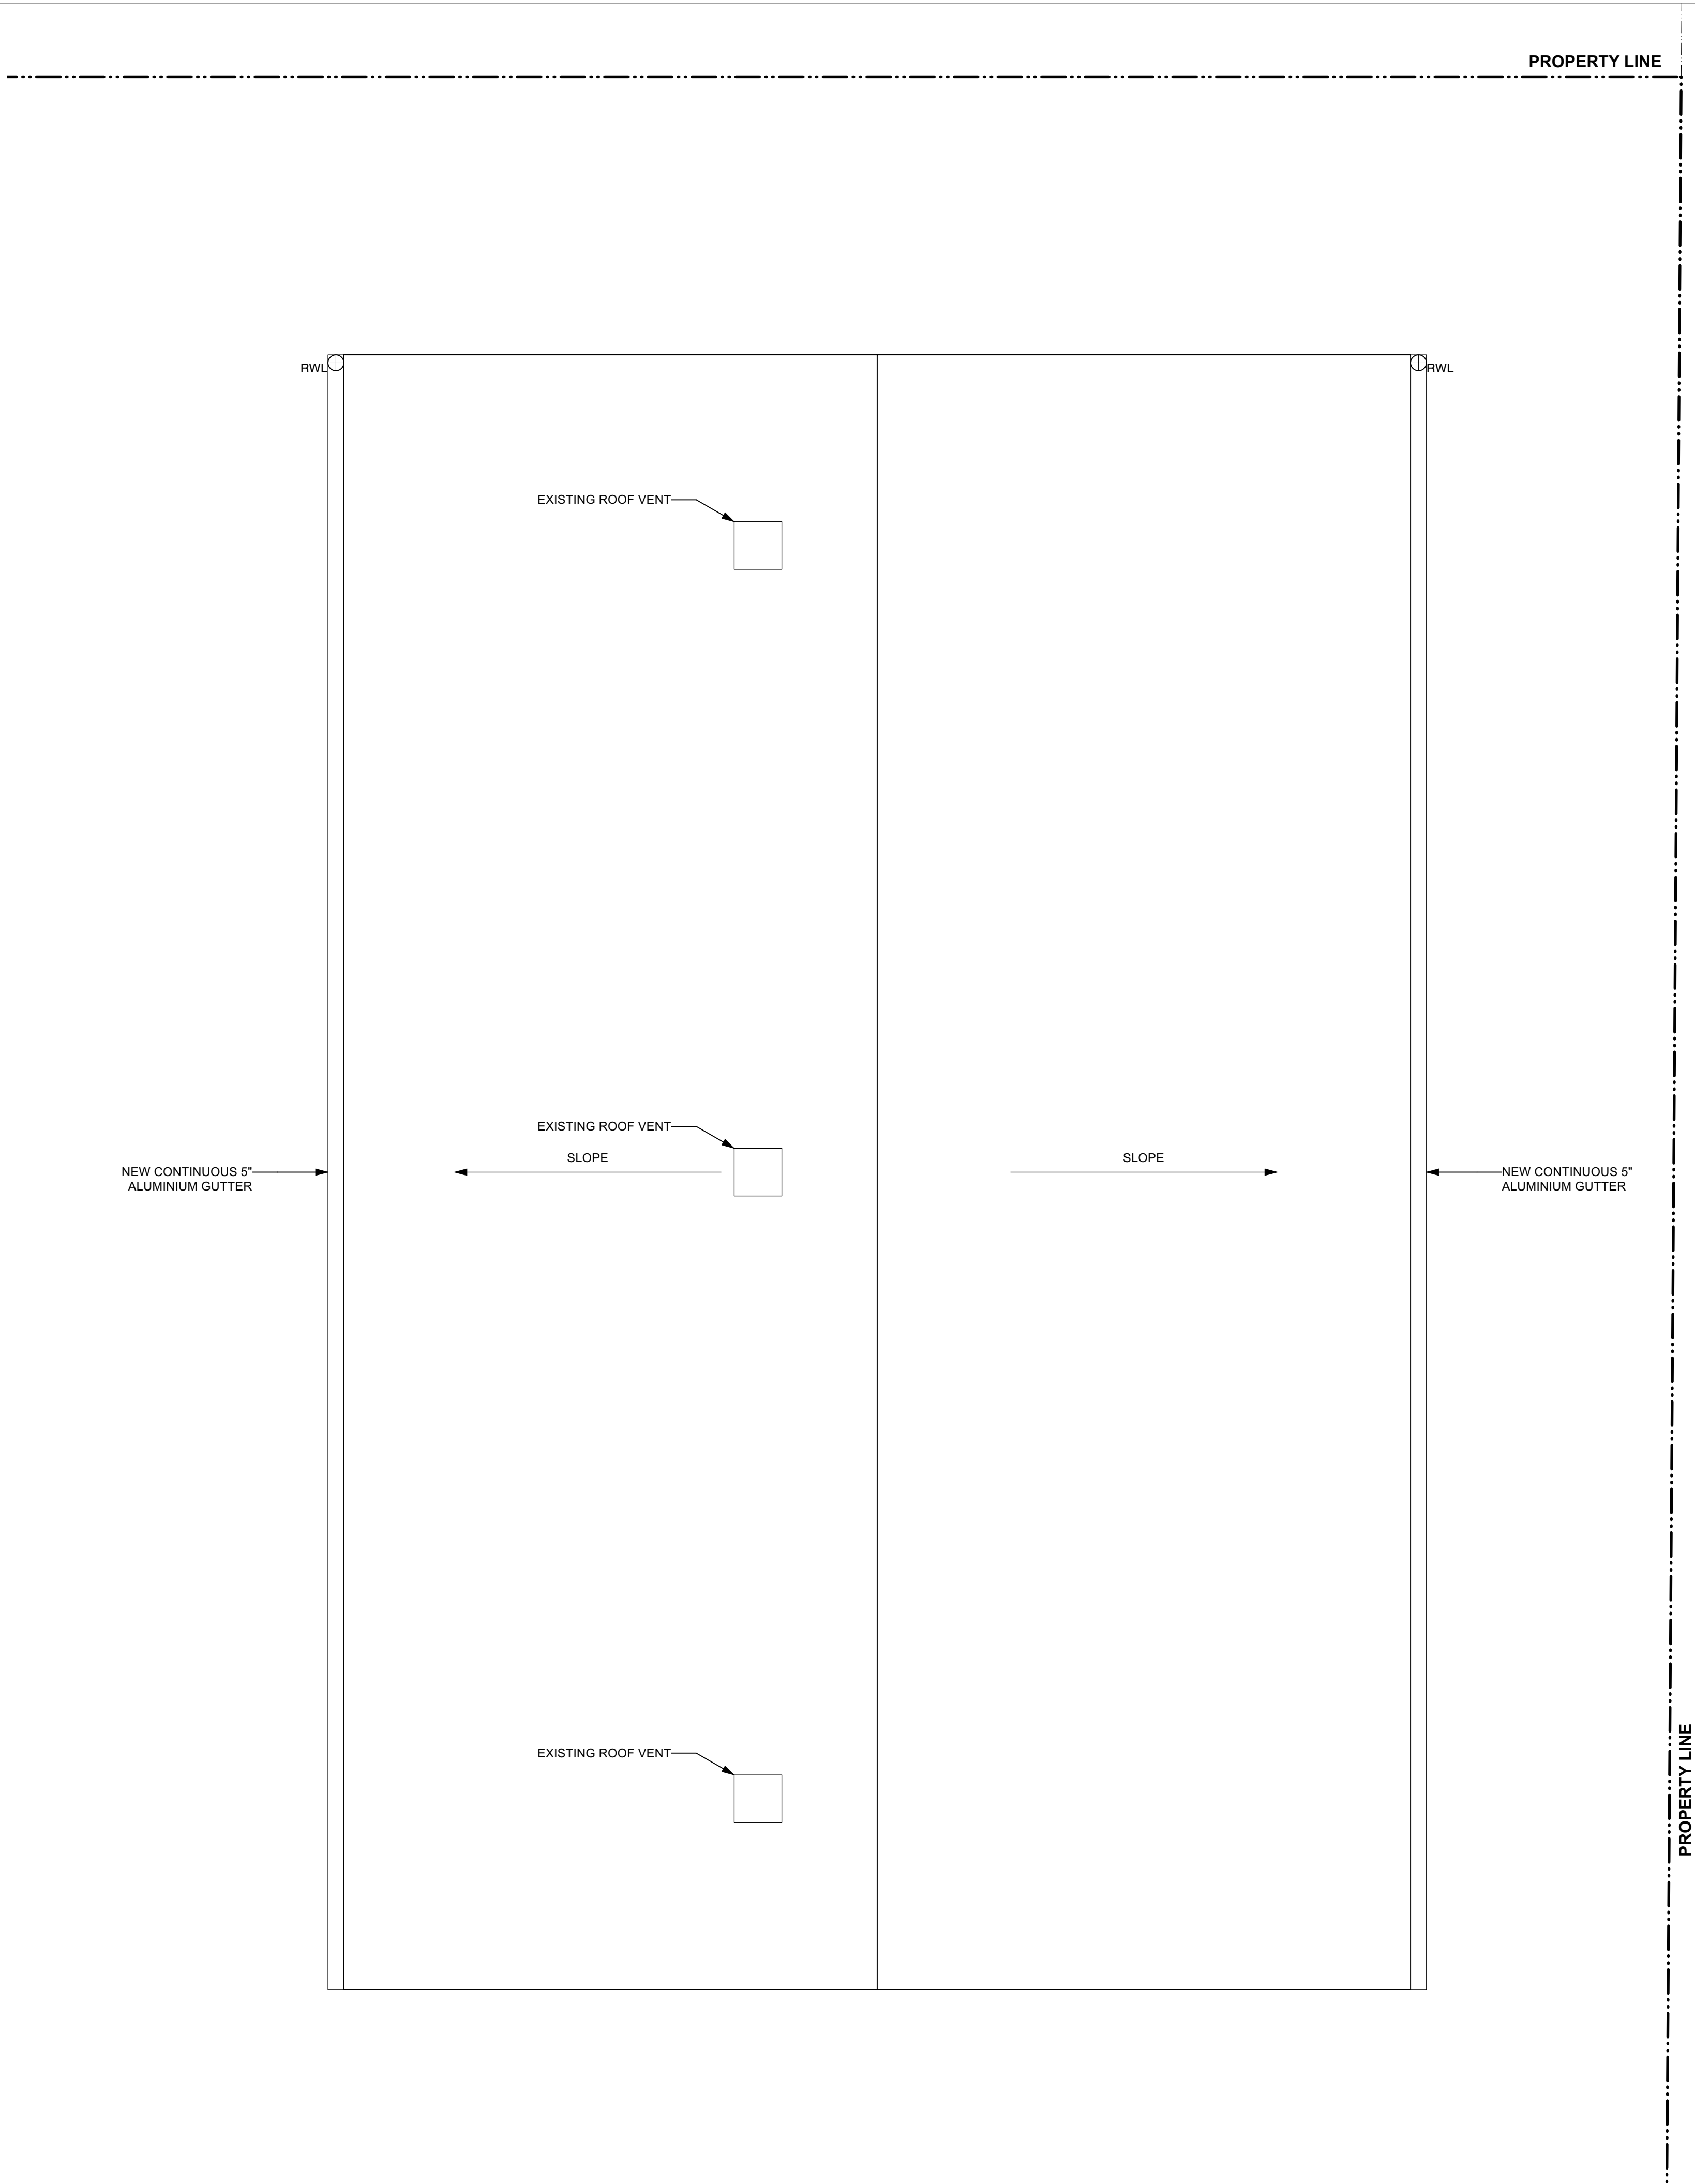 PROPERTY LINE
RWL
RWL
EXISTING ROOF VENT
EXISTING ROOF VENT
SLOPE
SLOPE
NEW CONTINUOUS 5"
ALUMINIUM GUTTER
NEW CONTINUOUS 5"
ALUMINIUM GUTTER
EXISTING ROOF VENT
PROPERTY LINE